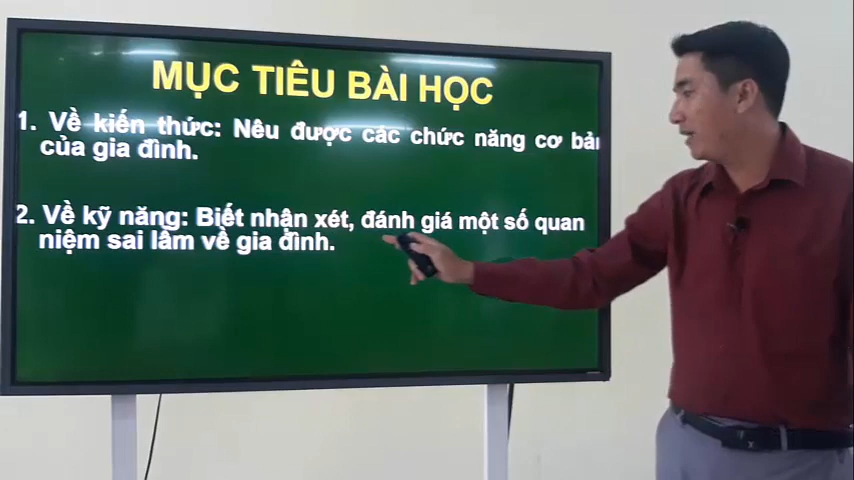 MỤC TIÊU BÀI HỌC
1. Về kiến thức: Nêu được các chức năng cơ bải
của gia đình.
2. Về kỹ năng: Biết nhận xét, đánh giá một số quan
niệm sai lầm về gia đình.